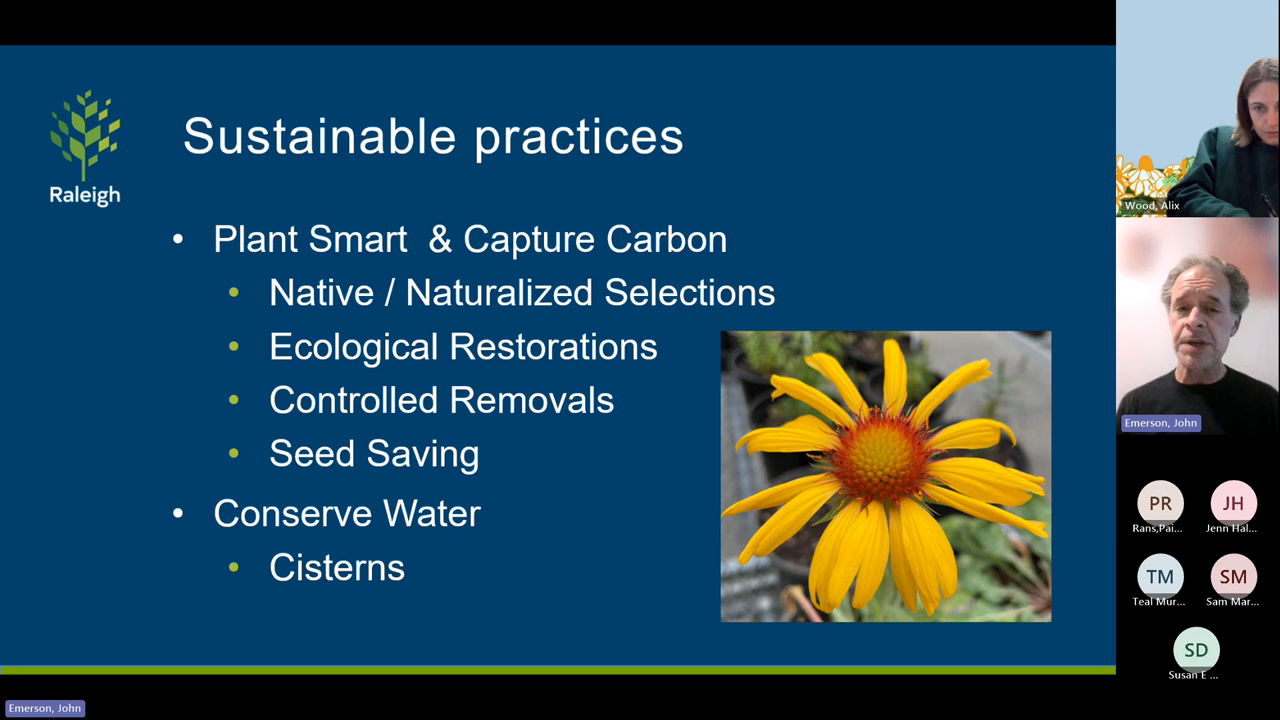 Raleigh
Sustainable practices
• Plant Smart & Capture Carbon
• Native / Naturalized Selections
• Ecological Restorations
• Controlled Removals
• Seed Saving
• Conserve Water
• Cisterns
Wood, Alix
Emerson, John
PR
Rans,Pai...
JH
Jenn Hal...
TM
Teal Mur...
SM
Sam Mar...
SD
Susan E ...
Emerson, John